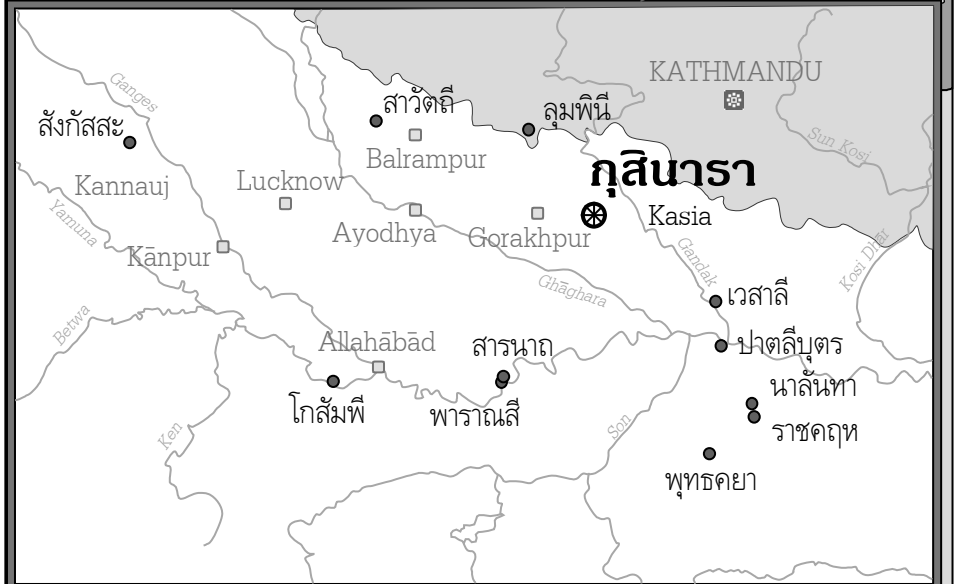 KATHMANDU
Ganges
สาวัตถี
ลุมพินี
สังกัสสะ
Sun Kosi
Balrampur
กุสินารา
Kannauj
Lucknow
Yamuna
Kasia
Ayodhya
Gorakhpur
Kānpur
Gandak
Kosi Dhār
Ghāghara
เวสาลี
Betwa
Allahābād
สารนาถ
ปาตลีบุตร
นาลันทา
โกสัมพี
พาราณสี
ราชคฤห
Ken
Son
พุทธคยา